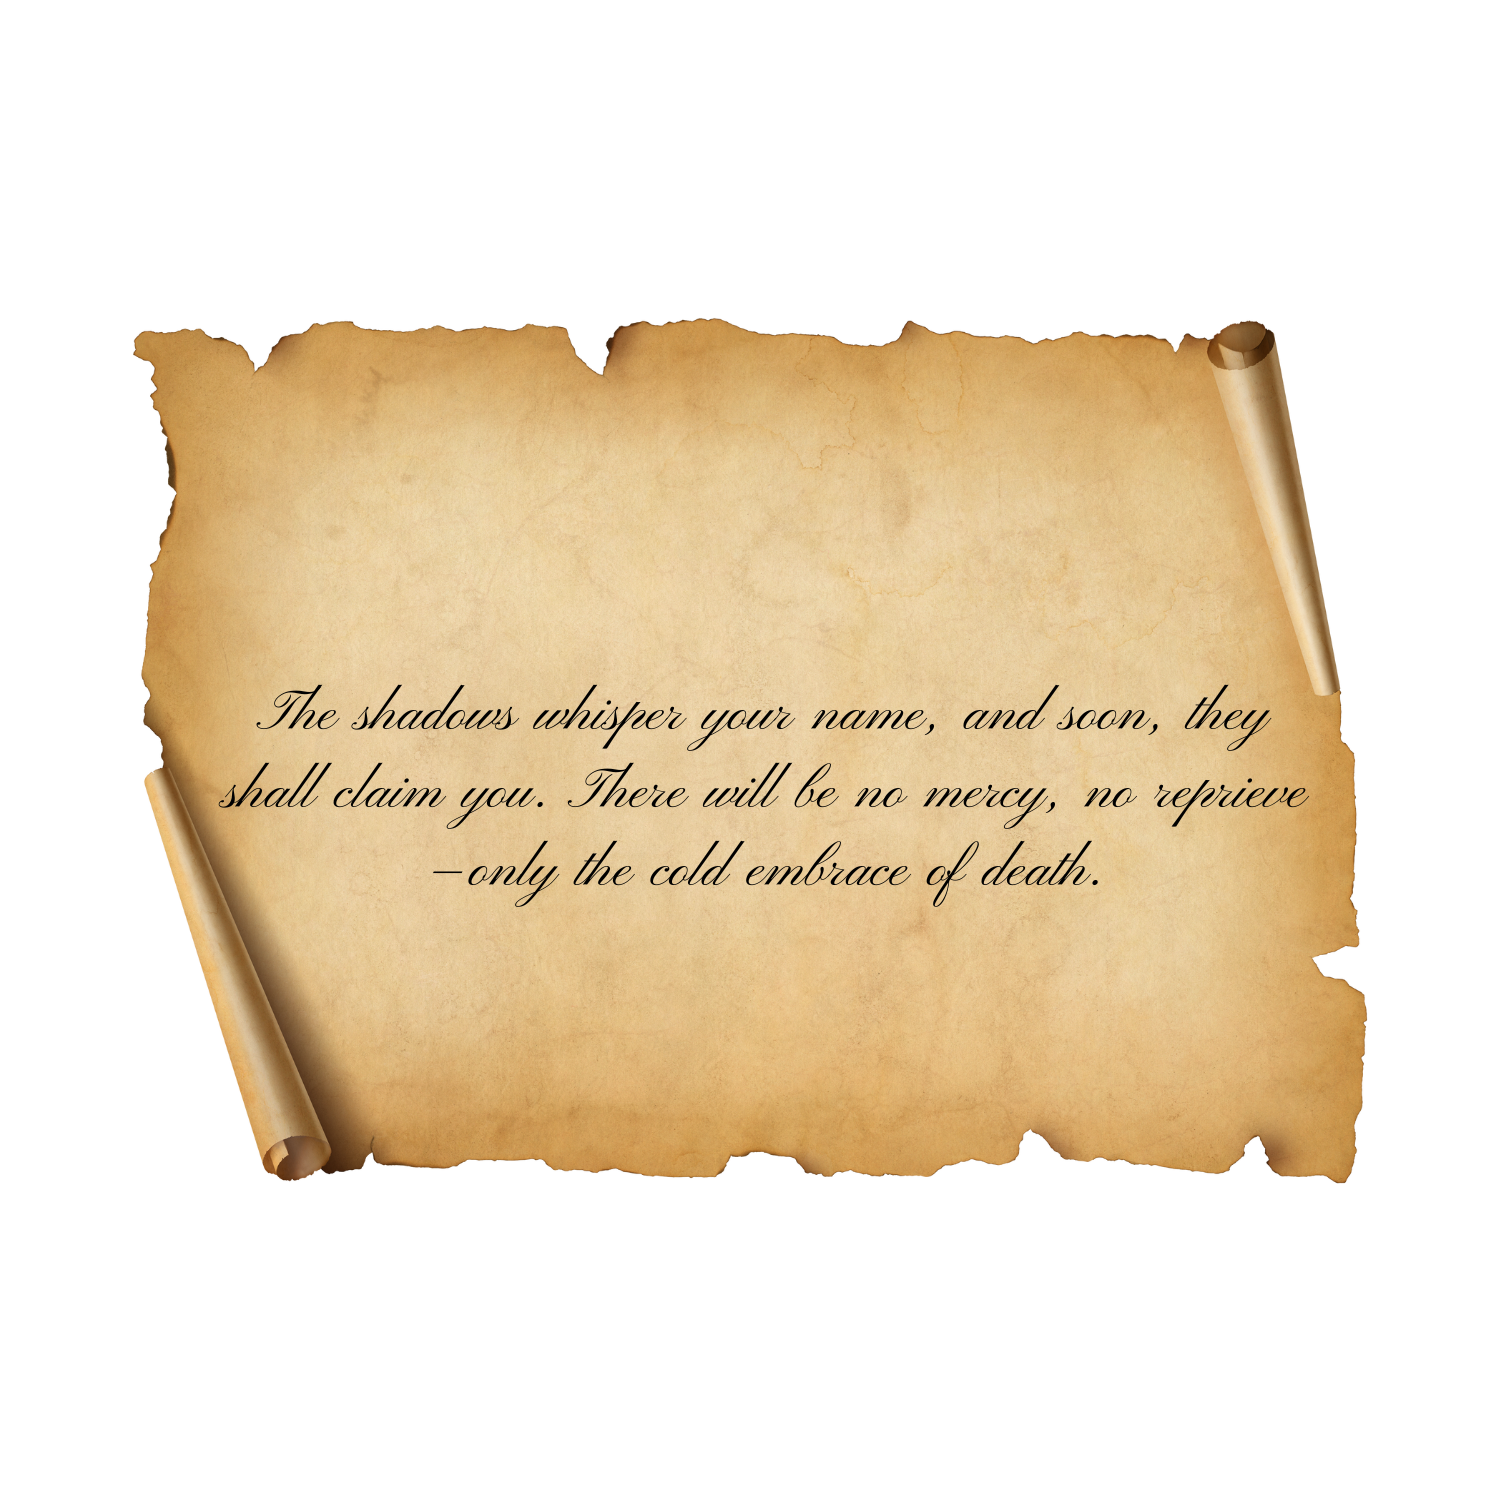 The shadows whisper your name, and soon, they
shall claim you. There will be no mercy, no reprieve
—only the cold embrace of death.